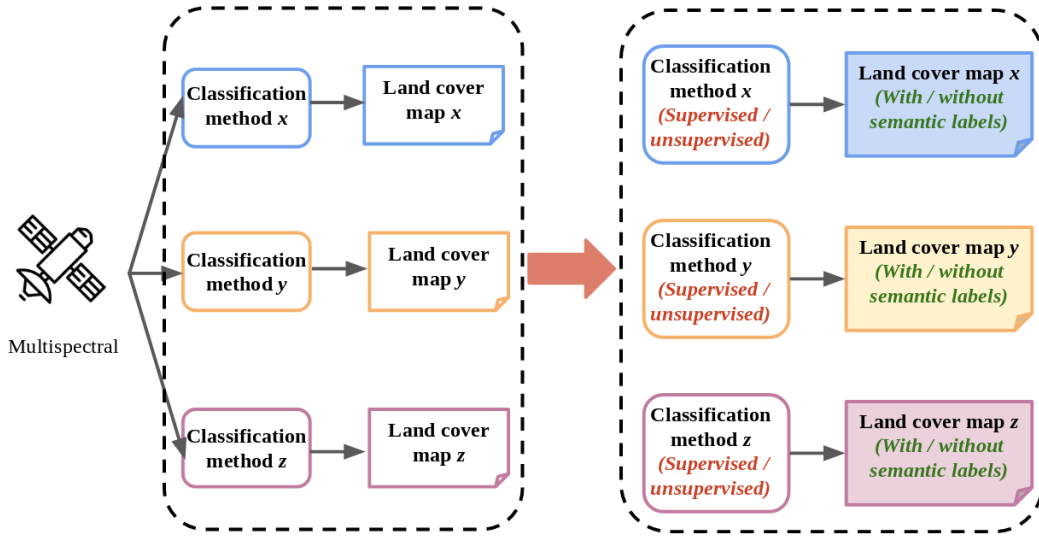 Multispectral
Classification
method x
Land cover
map x
Classification
method y
Land cover
map y
Classification
method z
Land cover
map z
Classification
method x
(Supervised /
unsupervised)
Land cover map x
(With / without
semantic labels)
Classification
method y
(Supervised /
unsupervised)
Land cover map y
(With / without
semantic labels)
Classification
method z
(Supervised /
unsupervised)
Land cover map z
(With / without
semantic labels)